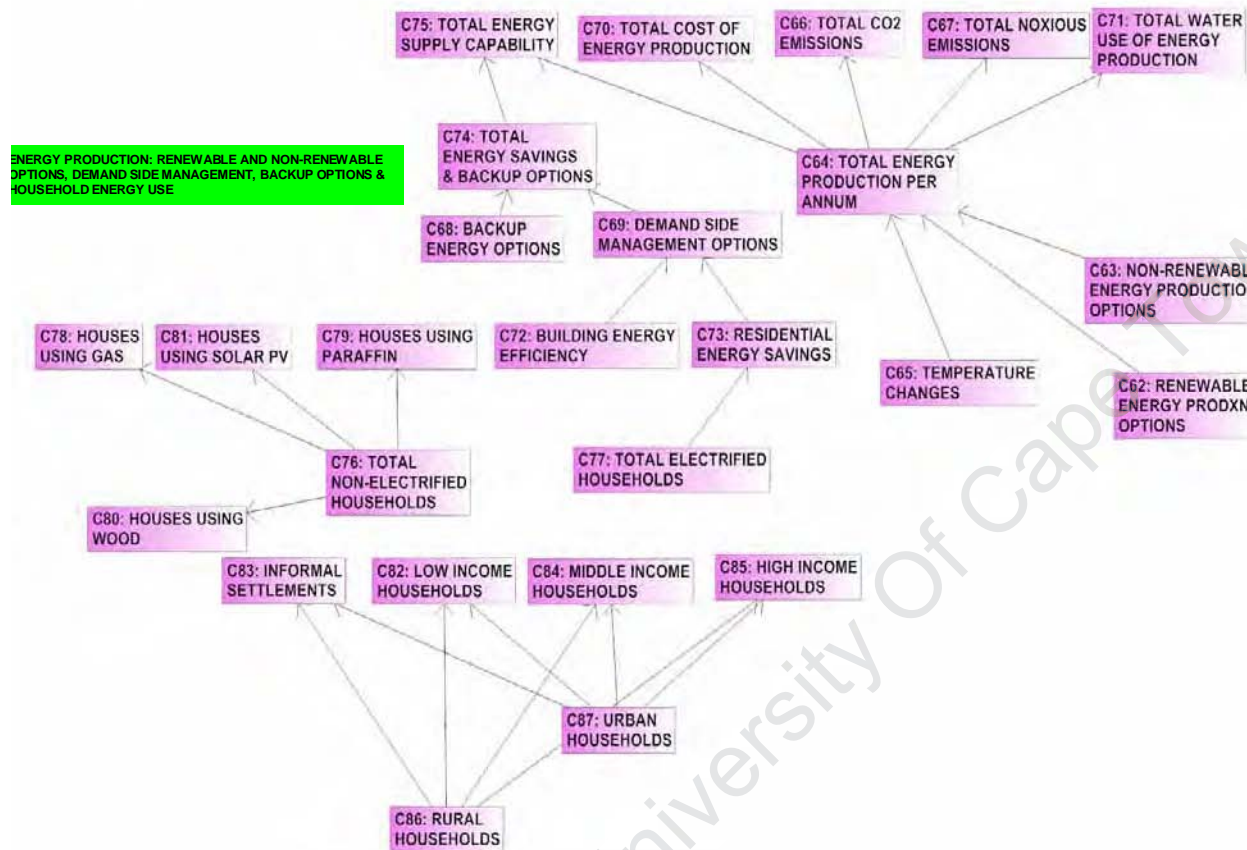 C75: TOTAL ENERGY
SUPPLY CAPABILITY
C70: TOTAL COST OF
ENERGY PRODUCTION
C66: TOTAL CO2
EMISSIONS
C67: TOTAL NOXIOUS
EMISSIONS
C71: TOTAL WATER
USE OF ENERGY
PRODUCTION
ENERGY PRODUCTION: RENEWABLE AND NON-RENEWABLE
OPTIONS, DEMAND SIDE MANAGEMENT, BACKUP OPTIONS &
HOUSEHOLD ENERGY USE
C74: TOTAL
ENERGY SAVINGS
& BACKUP OPTIONS
C64: TOTAL ENERGY
PRODUCTION PER
ANNUM
C68: BACKUP
ENERGY OPTIONS
C69: DEMAND SIDE
MANAGEMENT OPTIONS
C63: NON-RENEWABL
ENERGY PRODUCTIO
OPTIONS
C78: HOUSES
USING GAS
C81: HOUSES
USING SOLAR PV
C79: HOUSES USING
PARAFFIN
C72: BUILDING ENERGY
EFFICIENCY
C73: RESIDENTIAL
ENERGY SAVINGS
C65: TEMPERATURE
CHANGES
C62: RENEWABLE
ENERGY PRODXN
OPTIONS
C76: TOTAL
NON-ELECTRIFIED
HOUSEHOLDS
C77: TOTAL ELECTRIFIED
HOUSEHOLDS
C80: HOUSES USING
WOOD
C83: INFORMAL
SETTLEMENTS
C82: LOW INCOME
HOUSEHOLDS
C84: MIDDLE INCOME
HOUSEHOLDS
C85: HIGH INCOME
HOUSEHOLDS
C87: URBAN
HOUSEHOLDS
C86: RURAL
HOUSEHOLDS
niversity Of Cape Tow